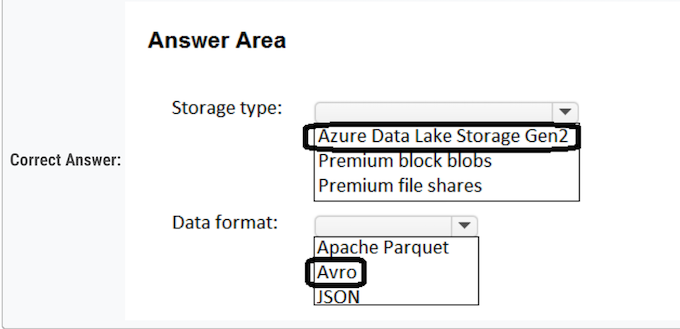 Answer Area
Storage type:
Azure Data Lake Storage Gen2
Correct Answer:
Premium block blobs
Premium file shares
Data format:
Apache Parquet
Avro
JSON